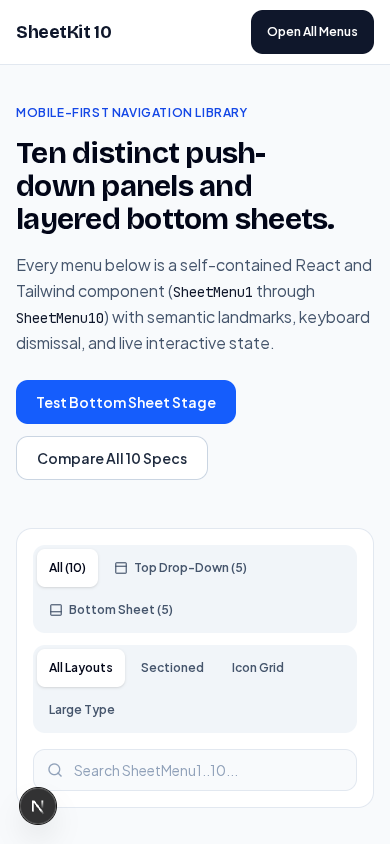 SheetKit 10
Open All Menus
MOBILE-FIRST NAVIGATION LIBRARY
Ten distinct push-
down panels and
layered bottom sheets.
Every menu below is a self-contained React and
Tailwind component (SheetMenu1 through
SheetMenu10) with semantic landmarks, keyboard
dismissal, and live interactive state.
Test Bottom Sheet Stage
Compare All 10 Specs
All (10)
Top Drop-Down (5)
Bottom Sheet (5)
All Layouts
Sectioned
Icon Grid
Large Type
Search SheetMenu1..10...
N